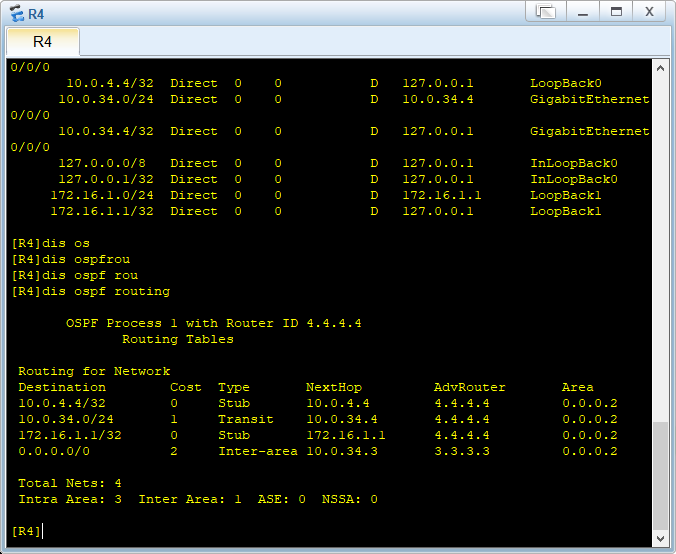 R4
R4
0/0/0
10.0.4.4/32 Direct 0 0 D 127.0.0.1 LoopBack0
10.0.34.0/24 Direct 0 0 D 10.0.34.4 GigabitEthernet
0/0/0
10.0.34.4/32 Direct 0 0 D 127.0.0.1 GigabitEthernet
0/0/0
127.0.0.0/8 Direct 0 0 D 127.0.0.1 InLoopBack0
127.0.0.1/32 Direct 0 0 D 127.0.0.1 InLoopBack0
172.16.1.0/24 Direct 0 0 D 172.16.1.1 LoopBack1
172.16.1.1/32 Direct 0 0 D 127.0.0.1 LoopBack1
[R4]dis os
[R4]dis ospfrou
[R4]dis ospf rou
[R4]dis ospf routing
OSPF Process 1 with Router ID 4.4.4.4
Routing Tables
Routing for Network
Destination Cost Type NextHop AdvRouter Area
10.0.4.4/32 0 Stub 10.0.4.4 4.4.4.4 0.0.0.2
10.0.34.0/24 1 Transit 10.0.34.4 4.4.4.4 0.0.0.2
172.16.1.1/32 0 Stub 172.16.1.1 4.4.4.4 0.0.0.2
0.0.0.0/0 2 Inter-area 10.0.34.3 3.3.3.3 0.0.0.2
Total Nets: 4
Intra Area: 3 Inter Area: 1 ASE: 0 NSSA: 0
[R4]